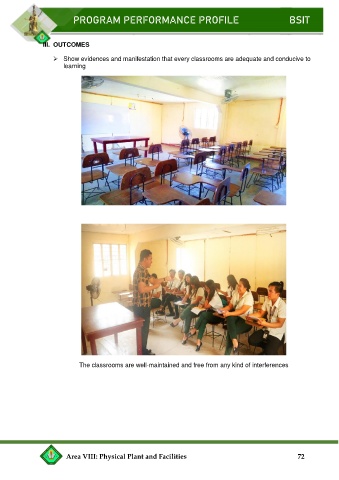 PROGRAM PERFORMANCE PROFILE BSIT
III. OUTCOMES
➢ Show evidences and manifestation that every classrooms are adequate and conducive to
learning
The classrooms are well-maintained and free from any kind of interferences
Area VIII: Physical Plant and Facilities 72